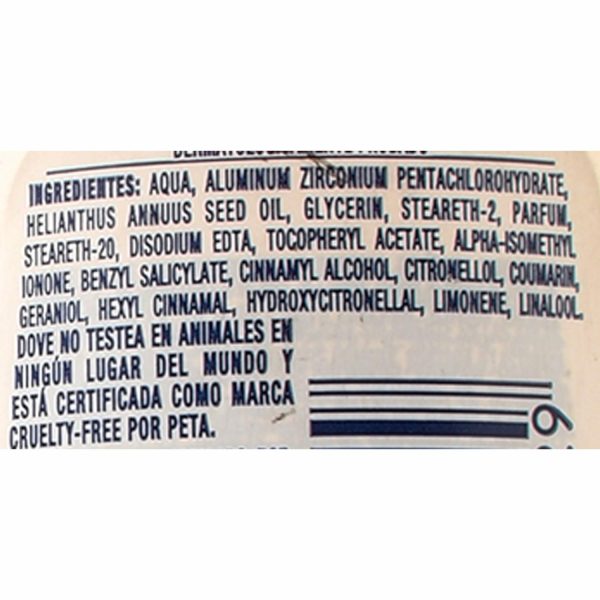 INGREDIENTES: AQUA, ALUMINUM ZIRCONIUM PENTACHLOROHYDRATE,
HELIANTHUS ANNUUS SEED OIL, GLYCERIN, STEARETH-2, PARFUM,
STEARETH-20, DISODIUM EDTA, TOCOPHERYL ACETATE, ALPHA-ISOMETHYL
IONONE, BENZYL SALICYLATE, CINNAMYL ALCOHOL, CITRONELLOL, COUMARIN,
GERANIOL, HEXYL CINNAMAL, HYDROXYCITRONELLAL, LIMONENE, LINALOOL.
DOVE NO TESTEA EN ANIMALES EN
NINGÚN LUGAR DEL MUNDO Y
ESTÁ CERTIFICADA COMO MARCA
CRUELTY-FREE POR PETA.
9